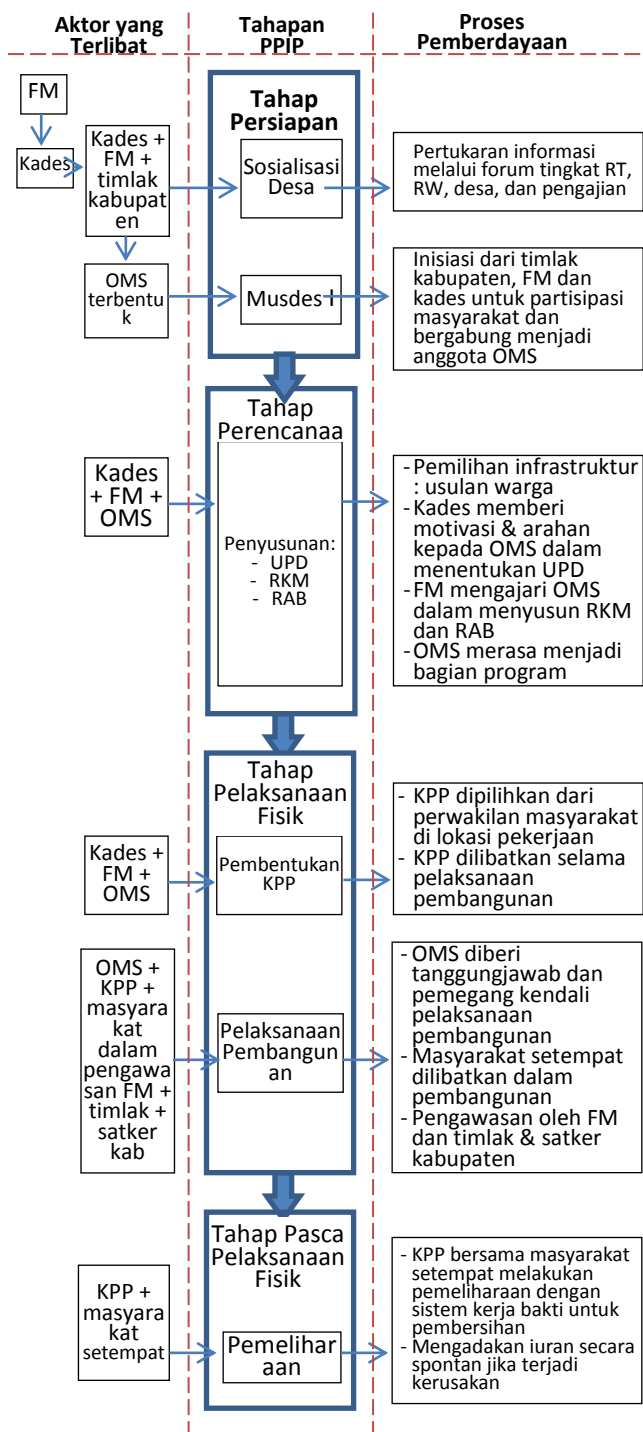 Aktor yang
Terlibat
Tahapan
PPIP
Proses
Pemberdayaan
FM
Kades
Kades +
FM +
timlak
kabupat
en
Tahap
Persiapan
Sosialisasi
Desa
Pertukaran informasi
melalui forum tingkat RT,
RW, desa, dan pengajian
OMS
terbentu
k
Musdes I
Inisiasi dari timlak
kabupaten, FM dan
kades untuk partisipasi
masyarakat dan
bergabung menjadi
anggota OMS
Tahap
Perencanaa
Kades
+ FM +
OMS
Penyusunan:
- UPD
- RKM
- RAB
-Pemilihan infrastruktur
: usulan warga
-Kades memberi
motivasi & arahan
kepada OMS dalam
menentukan UPD
-FM mengajari OMS
dalam menyusun RKM
dan RAB
-OMS merasa menjadi
bagian program
Tahap
Pelaksanaan
Fisik
Kades +
FM +
OMS
Pembentukan
KPP
- KPP dipilihkan dari
perwakilan masyarakat
di lokasi pekerjaan
- KPP dilibatkan selama
pelaksanaan
pembangunan
OMS +
KPP +
masyara
kat
dalam
pengawa
san FM +
timlak +
satker
kab
Pelaksanaan
Pembangun
an
- OMS diberi
tanggungjawab dan
pemegang kendali
pelaksanaan
pembangunan
- Masyarakat setempat
dilibatkan dalam
pembangunan
- Pengawasan oleh FM
dan timlak & satker
kabupaten
Tahap Pasca
Pelaksanaan
Fisik
KPP +
masyara
kat
setempat
Pemelihar
aan
- KPP bersama masyarakat
setempat melakukan
pemeliharaan dengan
sistem kerja bakti untuk
pembersihan
- Mengadakan iuran secara
spontan jika terjadi
kerusakan